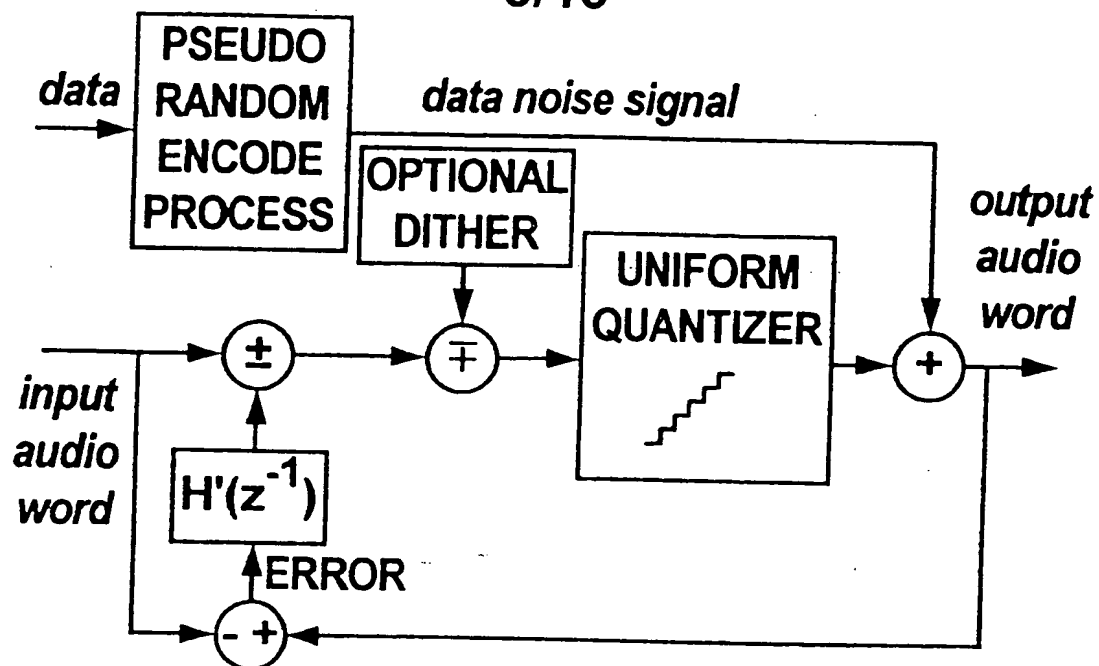 PSEUDO
RANDOM
ENCODE
PROCESS
data
data noise signal
OPTIONAL
DITHER
UNIFORM
QUANTIZER
output
audio
word
±
∓
+
input
audio
word
H'(z⁻¹)
ERROR
- +